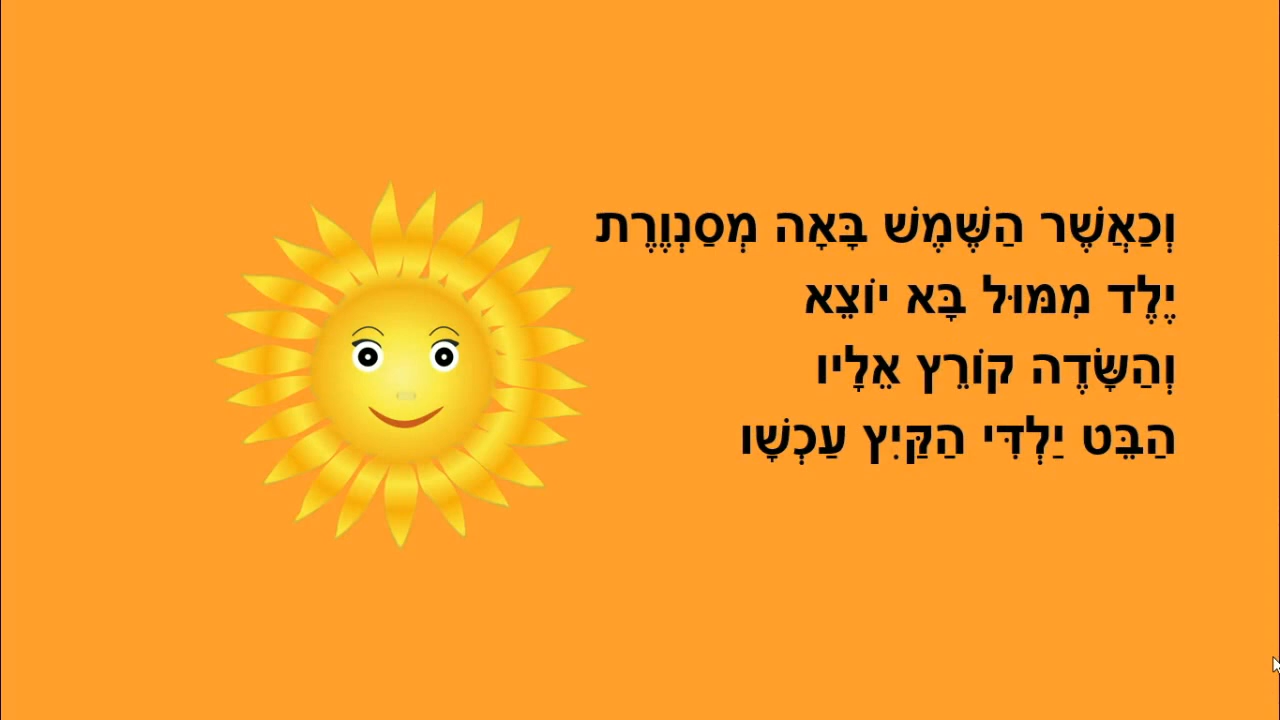 וְכַאֲשֶׁר הַשֶּׁמֶשׁ בָּאָה מְסַנְוֶרֶת
יֶלֶד מִמּוּל בָּא יוֹצֵא
וְהַשָּׂדֶה קוֹרֵץ אֵלָיו
הַבֵּט יַלְדִּי הַקַּיִץ עַכְשָׁו